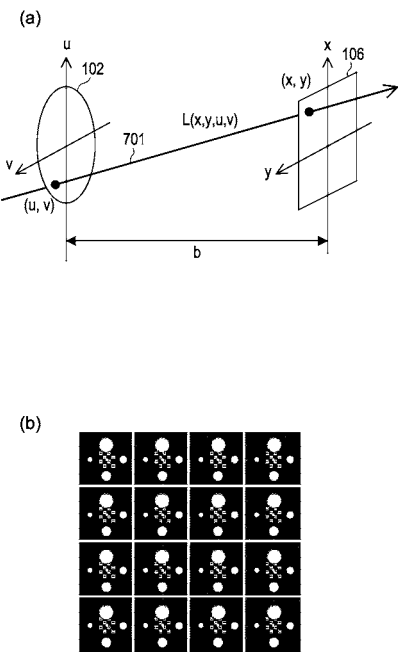 (a)
u
102
x
106
(x, y)
L(x,y,u,v)
v
701
y
(u, v)
b
(b)